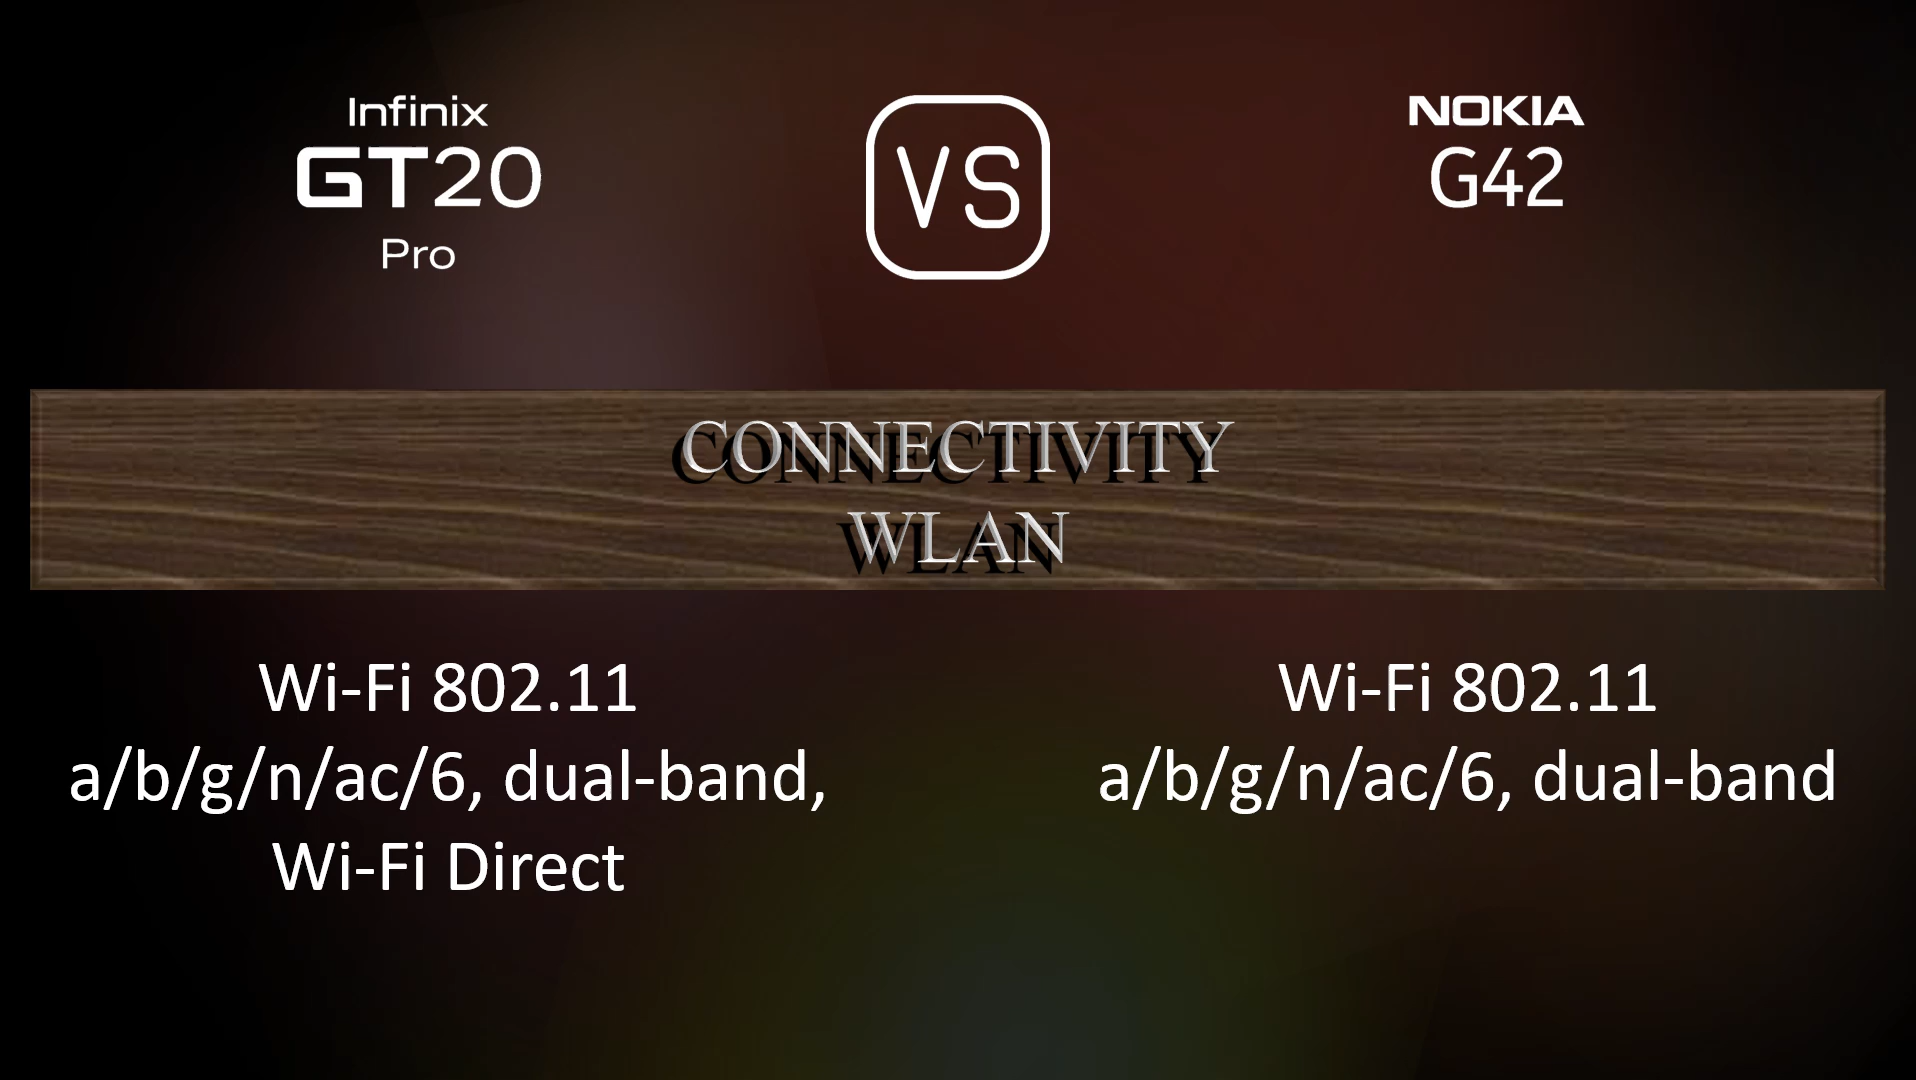 Infinix
GT20
Pro
VS
NOKIA
G42
CONNECTIVITY
WLAN
Wi-Fi 802.11
a/b/g/n/ac/6, dual-band,
Wi-Fi Direct
Wi-Fi 802.11
a/b/g/n/ac/6, dual-band